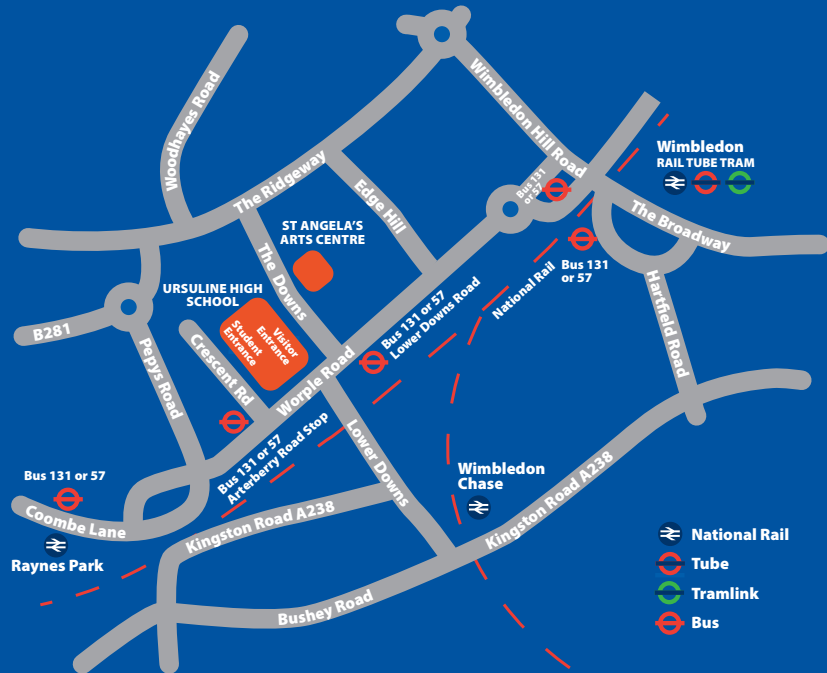 Woodhayes Road
Wimbledon Hill Road
Wimbledon
RAIL TUBE TRAM
Bus 131
or 57
The Ridgeway
Edge Hill
The Broadway
ST ANGELA'S
ARTS CENTRE
The Downs
Bus 131
or 57
National Rail
Hartfield Road
URSULINE HIGH
SCHOOL
Student
Entrance
Visitor
Entrance
B281
Pepys Road
Crescent Rd
Worple Road
Bus 131 or 57
Lower Downs Road
Bus 131 or 57
Arterberry Road Stop
Lower Downs
Bus 131 or 57
Coombe Lane
Raynes Park
Kingston Road A238
Wimbledon
Chase
Kingston Road A238
Bushey Road
National Rail
Tube
Tramlink
Bus